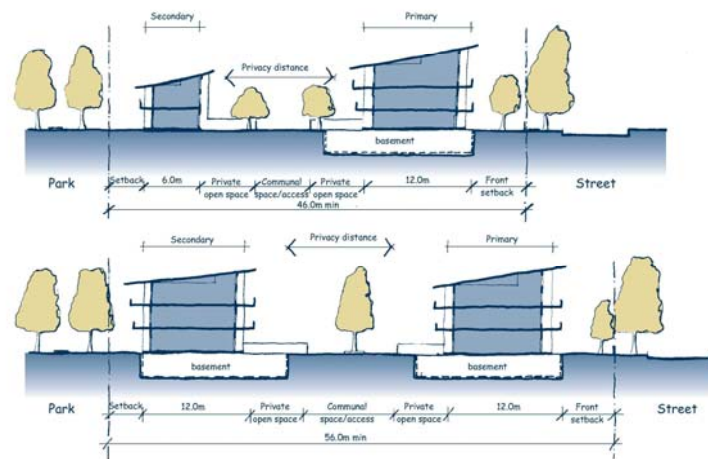 Secondary
Primary
Privacy distance
basement
Park
Setback
6.0m
Private
open space
Communal
space/access
Private
open space
12.0m
Front
setback
Street
46.0m min
Secondary
Privacy distance
Primary
basement
basement
Park
Setback
12.0m
Private
open space
Communal
space/access
Private
open space
12.0m
Front
setback
Street
56.0m min